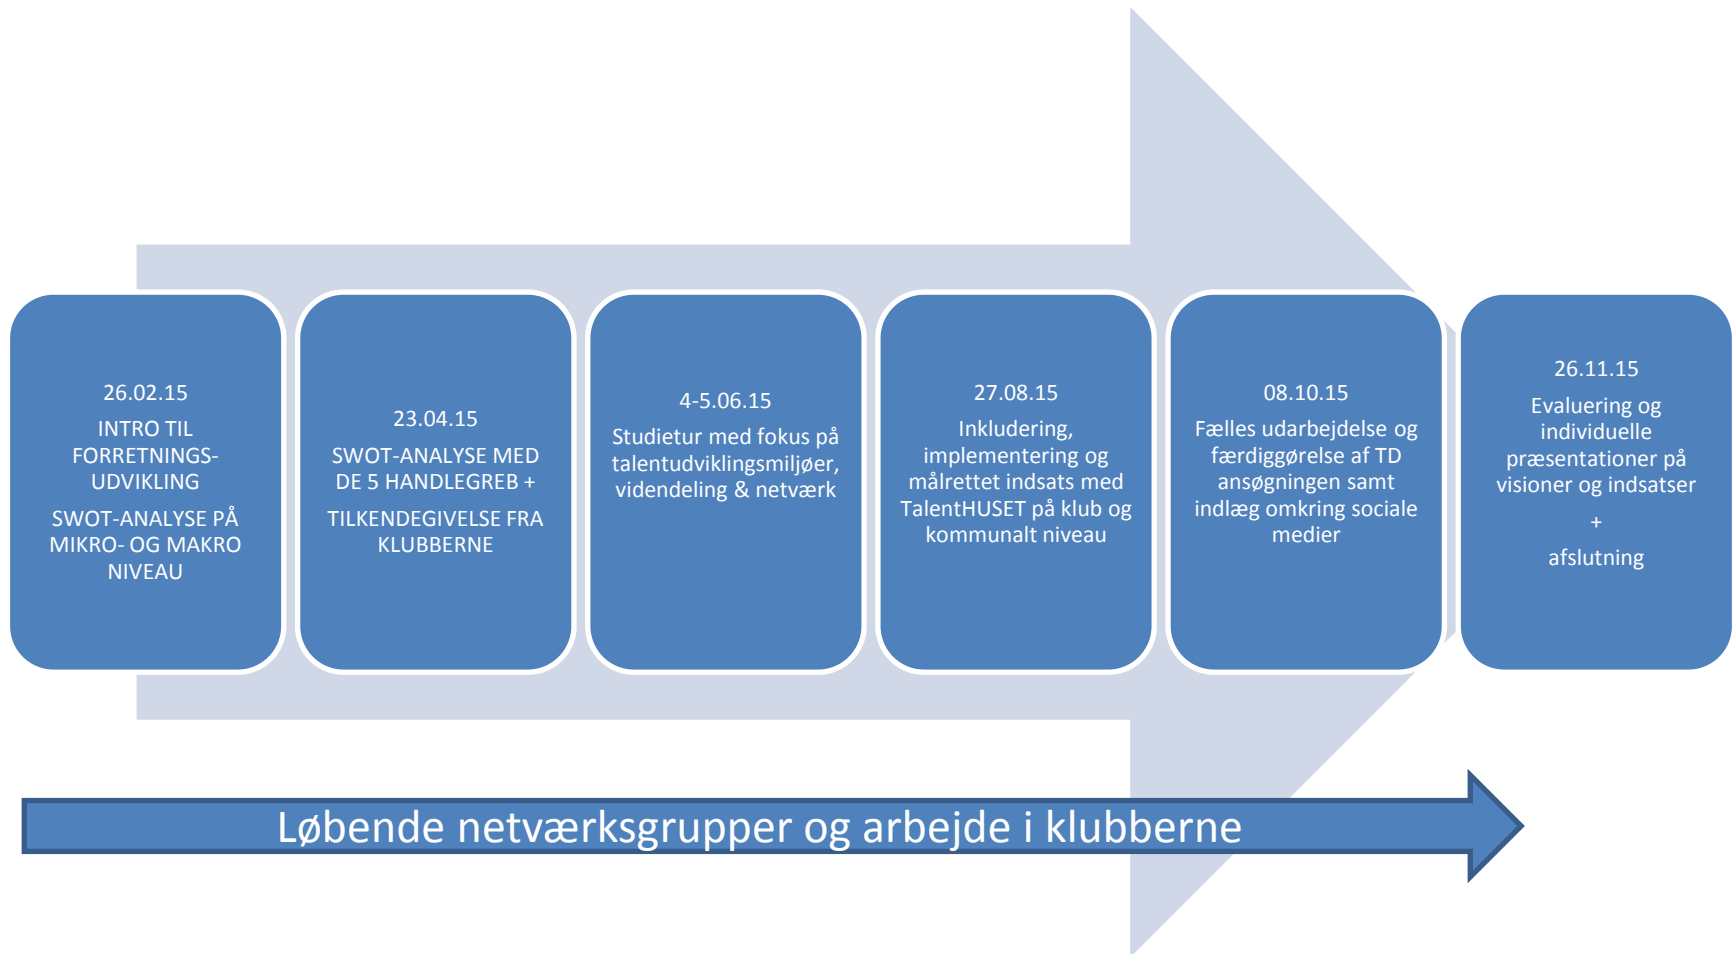 26.02.15
INTRO TIL
FORRETNINGS-
UDVIKLING
SWOT-ANALYSE PÅ
MIKRO- OG MAKRO
NIVEAU
23.04.15
SWOT-ANALYSE MED
DE 5 HANDLEGREB +
TILKENDEGIVELSE FRA
KLUBBERNE
4-5.06.15
Studietur med fokus på
talentudviklingsmiljøer,
videndeling & netværk
27.08.15
Inkludering,
implementering og
målrettet indsats med
TalentHUSET på klub og
kommunalt niveau
08.10.15
Fælles udarbejdelse og
færdiggørelse af TD
ansøgningen samt
indlæg omkring sociale
medier
26.11.15
Evaluering og
individuelle
præsentationer på
visioner og indsatser
+
afslutning
Løbende netværksgrupper og arbejde i klubberne